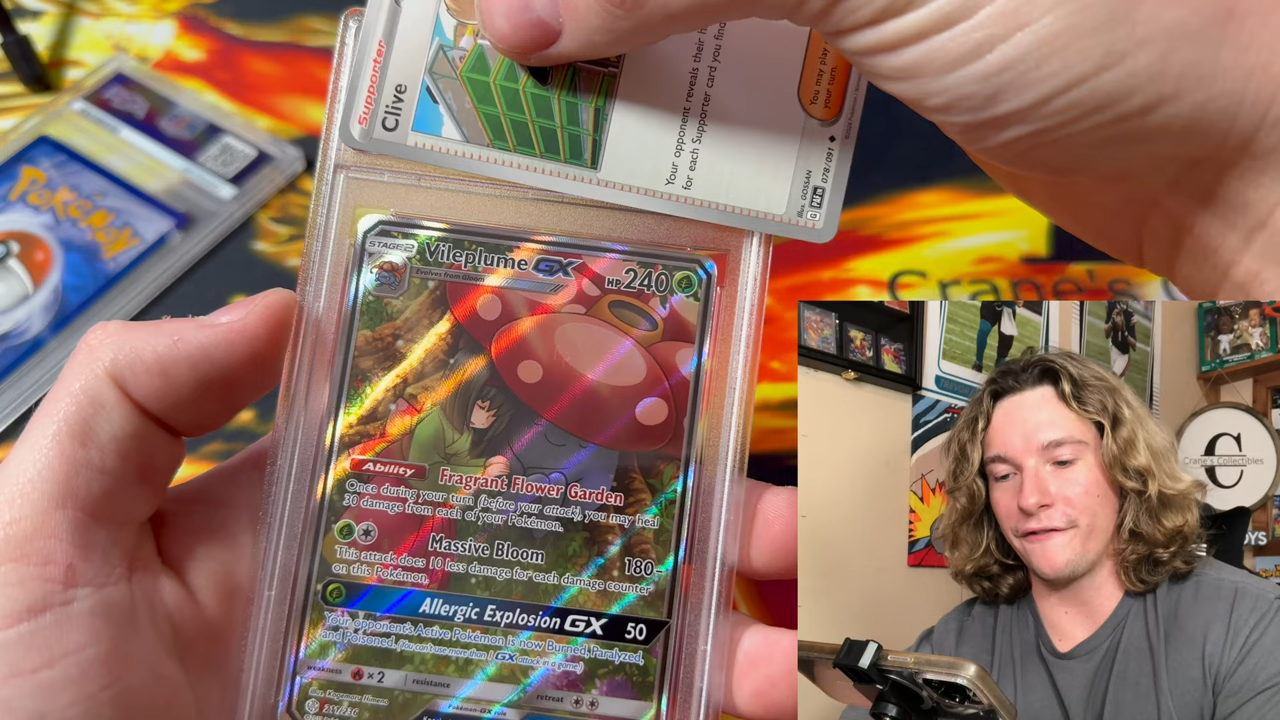 Supporter
Clive
Your opponent reveals their
for each Supporter card you find
You may play
your turn.
Illus. GOSSAN
G PAF EN 078/091
POKÉMON
STAGE2
Vileplume GX
HP240
Evolves from Gloom
Ability
Fragrant Flower Garden
Once during your turn (before your attack), you may heal
30 damage from each of your Pokémon.
Massive Bloom
180-
This attack does 10 less damage for each damage counter
on this Pokémon.
Allergic Explosion GX
50
Your opponent's Active Pokémon is now Burned, Paralyzed,
and Poisoned. (You can't use more than 1 GX attack in a game.)
weakness
×2
resistance
retreat
Illus. Kagemaru Himeno
211/236
Pokémon-GX rule
Crane's
C
Crane's Collectibles